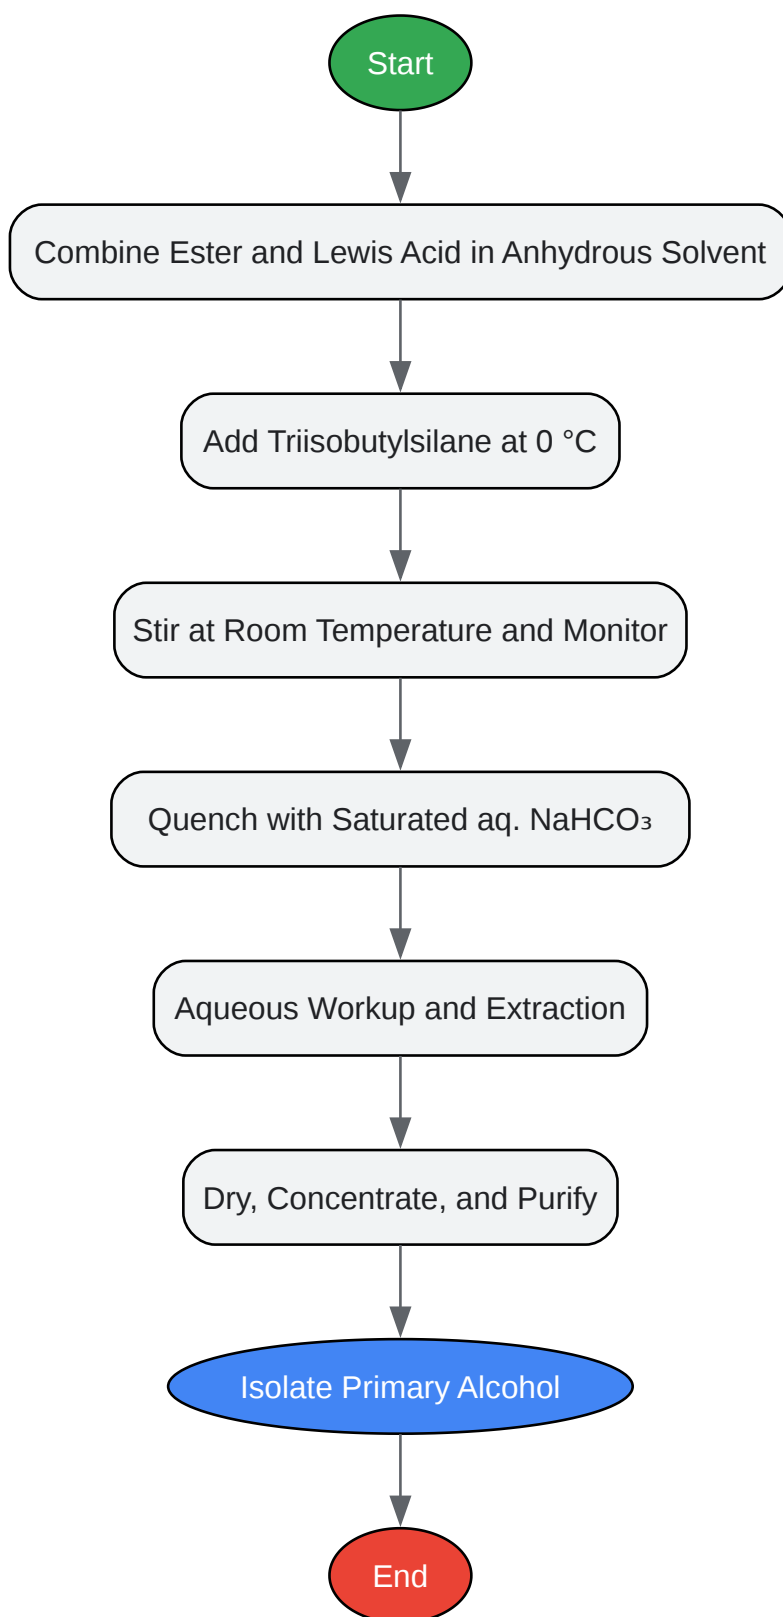 Start
Combine Ester and Lewis Acid in Anhydrous Solvent
Add Triisobutylsilane at 0 °C
Stir at Room Temperature and Monitor
Quench with Saturated aq. NaHCO₃
Aqueous Workup and Extraction
Dry, Concentrate, and Purify
Isolate Primary Alcohol
End